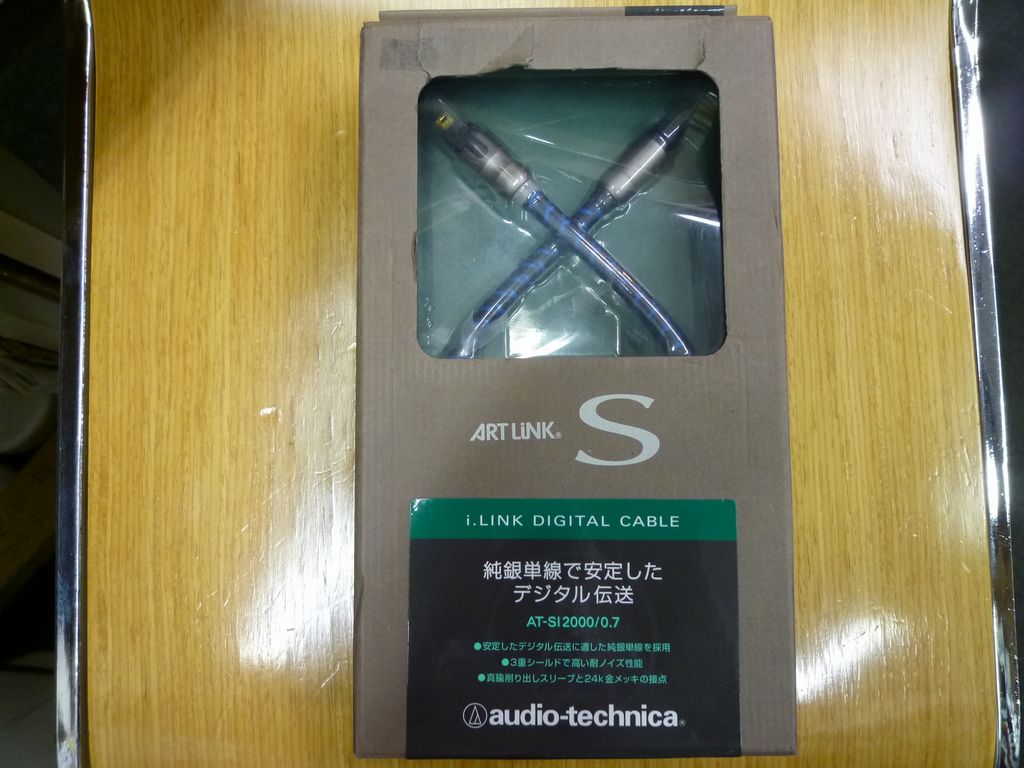 ART LiNK® S
i.LINK DIGITAL CABLE
純銀単線で安定した
デジタル伝送
AT-SI2000/0.7
●安定したデジタル伝送に適した純銀単線を採用
●3重シールドで高い耐ノイズ性能
●真鍮削り出しスリーブと24k金メッキの接点
audio-technica®